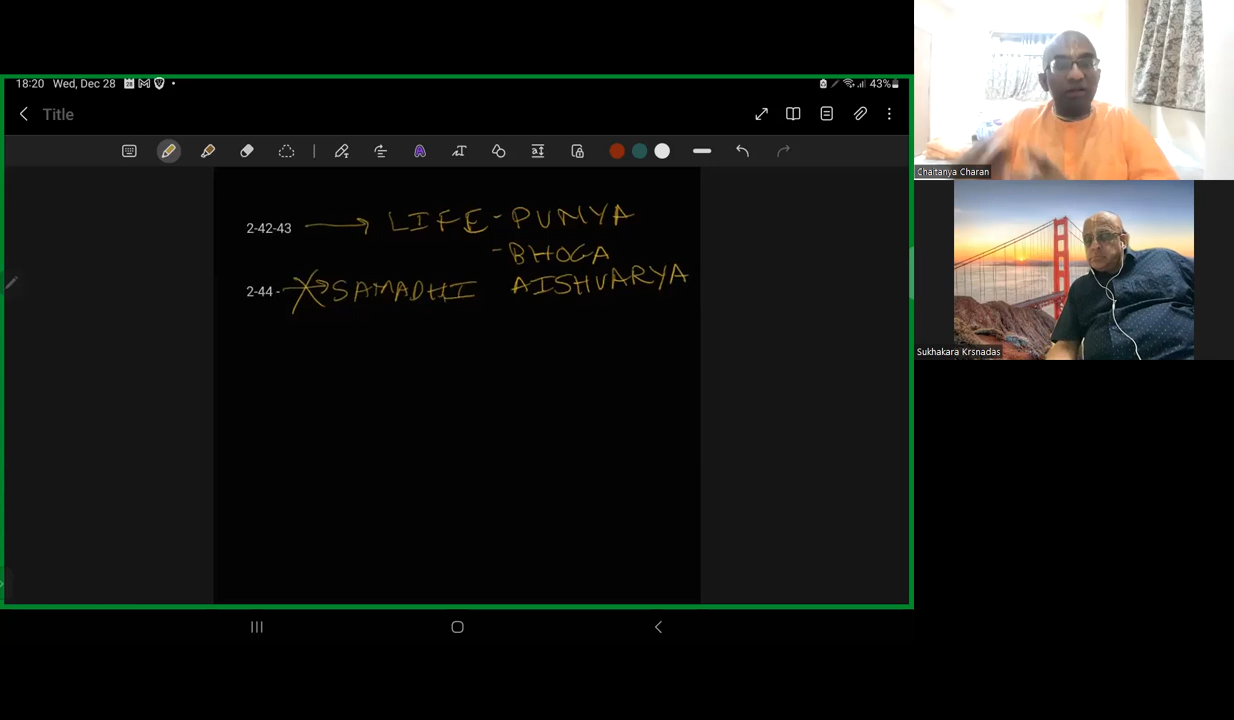 18:20 Wed, Dec 28
43%
Title
2-42-43 → LIFE - PUNYA
- BHOGA
2-44 - → SAMADHI AISHVARYA
Chaitanya Charan
Sukhakara Krsnadas